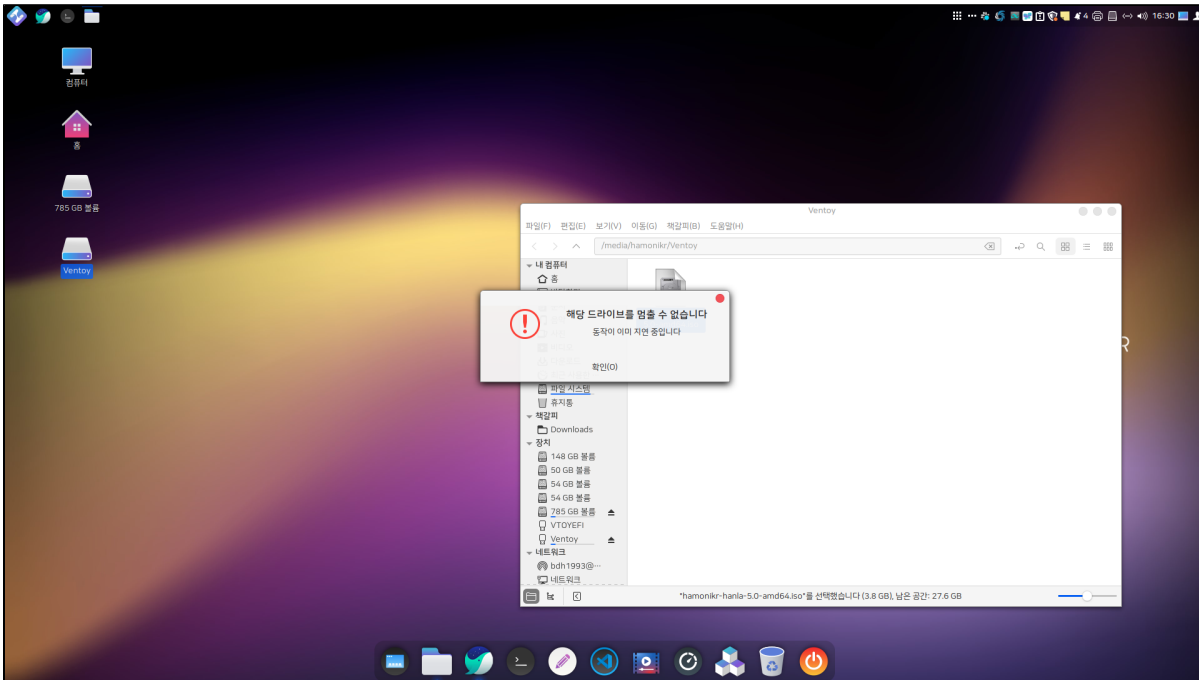 4
16:30
컴퓨터
홈
785 GB 볼륨
Ventoy
Ventoy
파일(F) 편집(E) 보기(V) 이동(G) 책갈피(B) 도움말(H)
/media/hamonikr/Ventoy
내 컴퓨터
홈
해당 드라이브를 멈출 수 없습니다
동작이 이미 지연 중입니다
확인(O)
R
파일 시스템
휴지통
책갈피
Downloads
장치
148 GB 볼륨
50 GB 볼륨
54 GB 볼륨
54 GB 볼륨
785 GB 볼륨
VTOYEFI
Ventoy
네트워크
bdh1993@…
네트워크
"hamonikr-hanla-5.0-amd64.iso"를 선택했습니다 (3.8 GB), 남은 공간: 27.6 GB